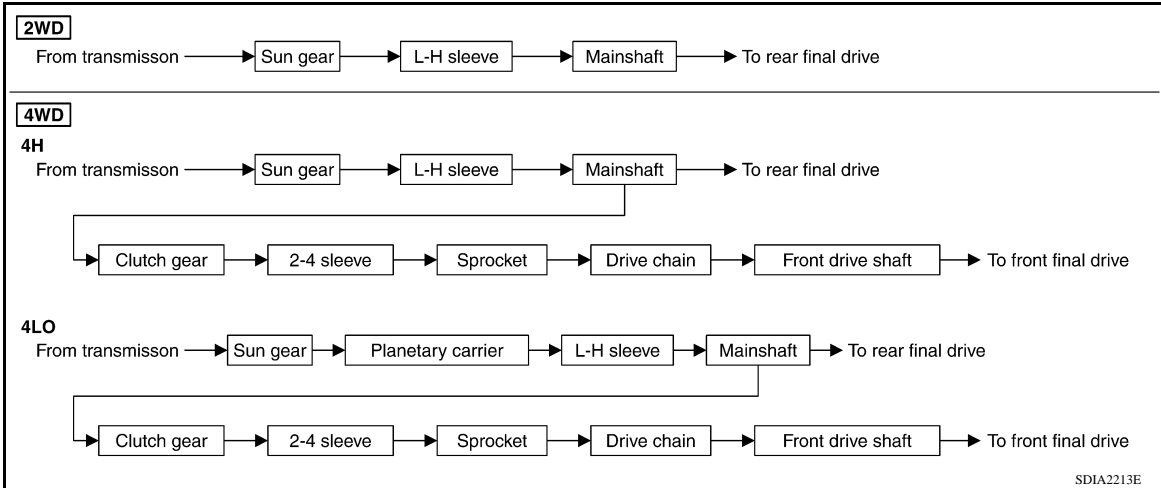 2WD
From transmisson Sun gear L-H sleeve Mainshaft To rear final drive
4WD
4H
From transmisson Sun gear L-H sleeve Mainshaft To rear final drive
Clutch gear 2-4 sleeve Sprocket Drive chain Front drive shaft To front final drive
4LO
From transmisson Sun gear Planetary carrier L-H sleeve Mainshaft To rear final drive
Clutch gear 2-4 sleeve Sprocket Drive chain Front drive shaft To front final drive
SDIA2213E